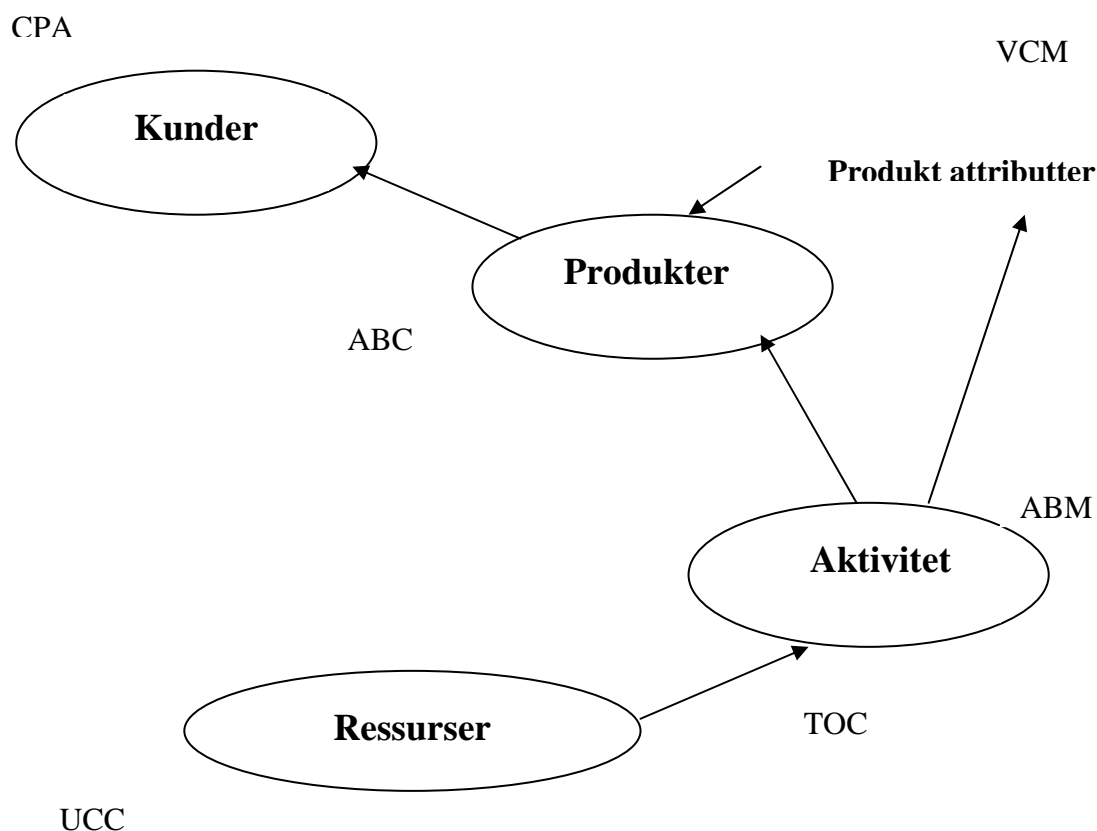 CPA
VCM
Kunder
Produkt attributter
Produkter
ABC
ABM
Aktivitet
Ressurser
TOC
UCC